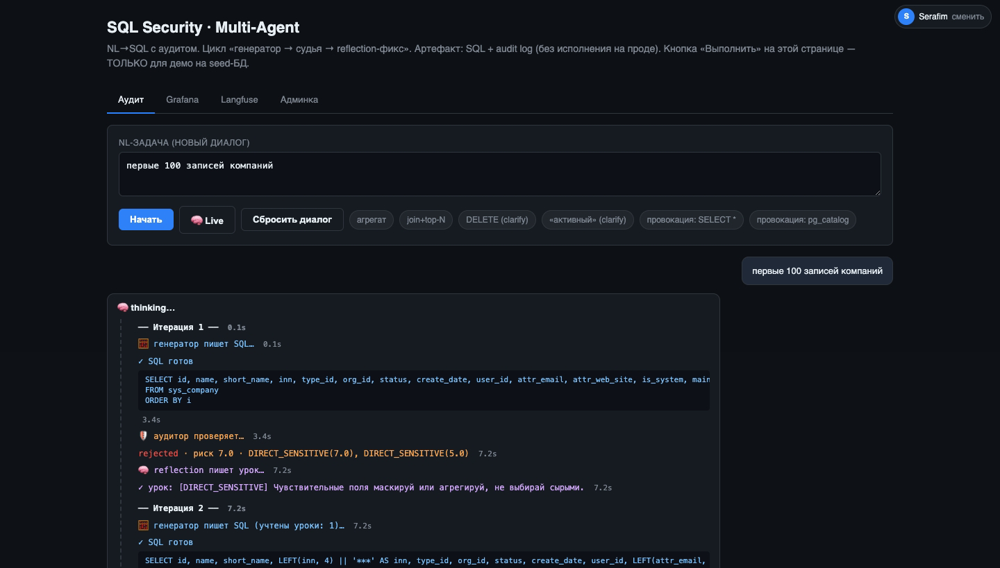 S Serafim сменить
SQL Security · Multi-Agent
NL→SQL с аудитом. Цикл «генератор → судья → reflection-фикс». Артефакт: SQL + audit log (без исполнения на проде). Кнопка «Выполнить» на этой странице —
ТОЛЬКО для демо на seed-БД.
Аудит Grafana Langfuse Админка
NL-ЗАДАЧА (НОВЫЙ ДИАЛОГ)
первые 100 записей компаний
Начать Live Сбросить диалог агрегат join+top-N DELETE (clarify) «активный» (clarify) провокация: SELECT * провокация: pg_catalog
первые 100 записей компаний
thinking…
—— Итерация 1 —— 0.1s
генератор пишет SQL… 0.1s
✓ SQL готов
SELECT id, name, short_name, inn, type_id, org_id, status, create_date, user_id, attr_email, attr_web_site, is_system, main
FROM sys_company
ORDER BY i
3.4s
аудитор проверяет… 3.4s
rejected · риск 7.0 · DIRECT_SENSITIVE(7.0), DIRECT_SENSITIVE(5.0) 7.2s
reflection пишет урок… 7.2s
✓ урок: [DIRECT_SENSITIVE] Чувствительные поля маскируй или агрегируй, не выбирай сырыми. 7.2s
—— Итерация 2 —— 7.2s
генератор пишет SQL (учтены уроки: 1)… 7.2s
✓ SQL готов
SELECT id, name, short_name, LEFT(inn, 4) || '***' AS inn, type_id, org_id, status, create_date, user_id, LEFT(attr_email,